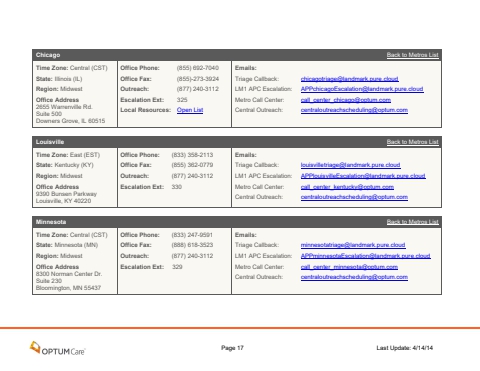 Chicago Back to Metros List
Time Zone: Central (CST) Office Phone: (855) 692-7040 Emails:
State: Illinois (IL) Office Fax: (855)-273-3924 Triage Callback: chicagotriage@landmark.pure.cloud
Region: Midwest Outreach: (877) 240-3112 LM1 APC Escalation: APPchicagoEscalation@landmark.pure.cloud
Office Address Escalation Ext: 325 Metro Call Center: call_center_chicago@optum.com
2655 Warrenville Rd. Local Resources: Open List Central Outreach: centraloutreachscheduling@optum.com
Suite 500
Downers Grove, IL 60515
Louisville Back to Metros List
Time Zone: East (EST) Office Phone: (833) 358-2113 Emails:
State: Kentucky (KY) Office Fax: (855) 362-0779 Triage Callback: louisvilletriage@landmark.pure.cloud
Region: Midwest Outreach: (877) 240-3112 LM1 APC Escalation: APPlouisvilleEscalation@landmark.pure.cloud
Office Address Escalation Ext: 330 Metro Call Center: call_center_kentucky@optum.com
9390 Bunsen Parkway Central Outreach: centraloutreachscheduling@optum.com
Louisville, KY 40220
Minnesota Back to Metros List
Time Zone: Central (CST) Office Phone: (833) 247-9591 Emails:
State: Minnesota (MN) Office Fax: (888) 618-3523 Triage Callback: minnesotatriage@landmark.pure.cloud
Region: Midwest Outreach: (877) 240-3112 LM1 APC Escalation: APPminnesotaEscalation@landmark.pure.cloud
Office Address Escalation Ext: 329 Metro Call Center: call_center_minnesota@optum.com
8300 Norman Center Dr. Central Outreach: centraloutreachscheduling@optum.com
Suite 230
Bloomington, MN 55437
OPTUMCare Page 17 Last Update: 4/14/14